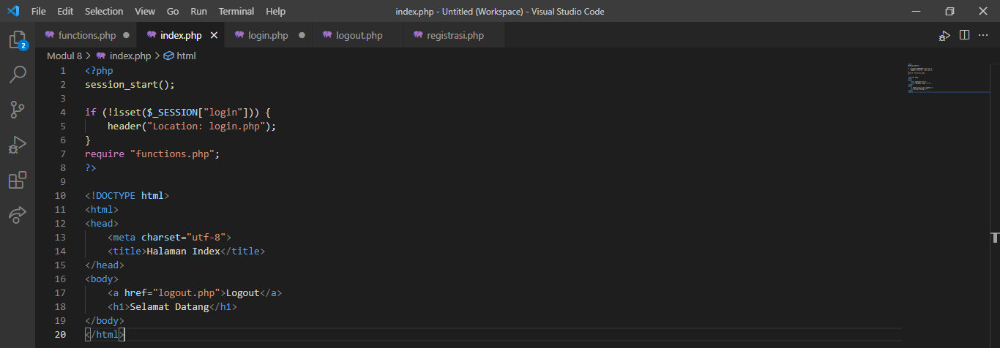 File Edit Selection View Go Run Terminal Help index.php - Untitled (Workspace) - Visual Studio Code
functions.php index.php login.php logout.php registrasi.php
Modul 8 > index.php > html
2
1 <?php
2 session_start();
3
4 if (!isset($_SESSION["login"])) {
5 header("Location: login.php");
6 }
7 require "functions.php";
8 ?>
9
10 <!DOCTYPE html>
11 <html>
12 <head>
13 <meta charset="utf-8">
14 <title>Halaman Index</title>
15 </head>
16 <body>
17 <a href="logout.php">Logout</a>
18 <h1>Selamat Datang</h1>
19 </body>
20 </html>